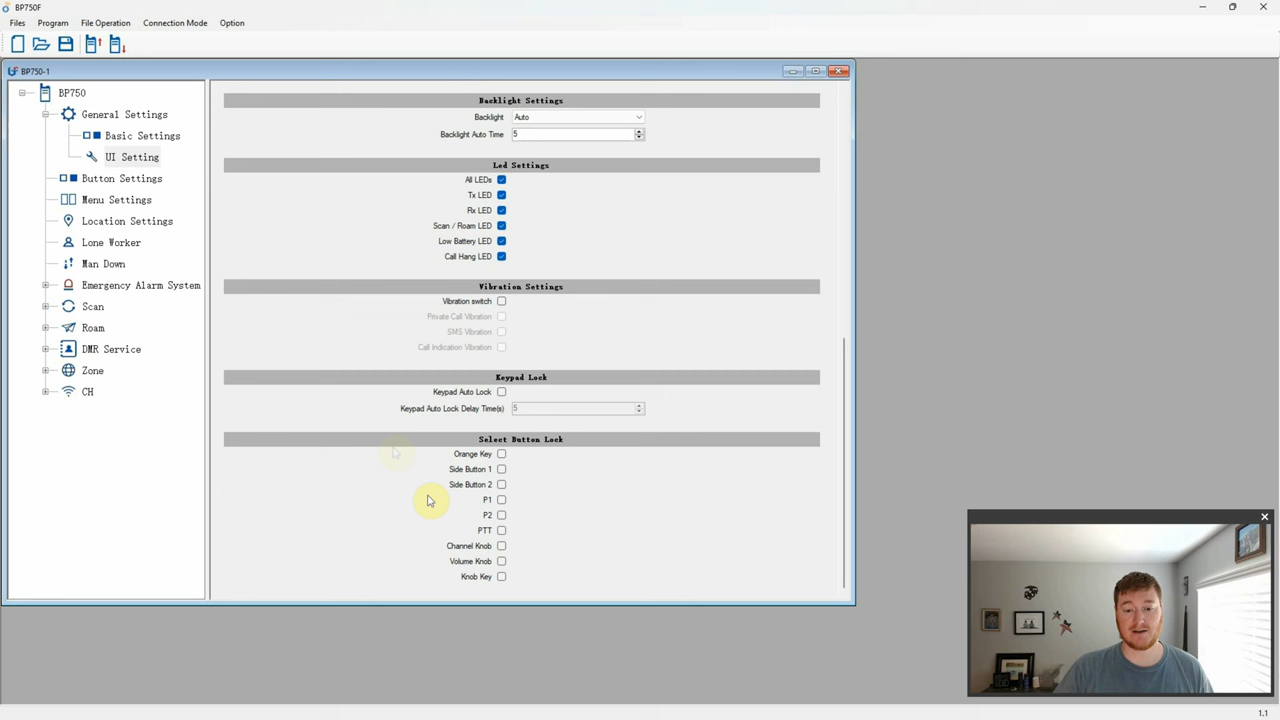 BP750F
Files Program File Operation Connection Mode Option
BP750-1
BP750
General Settings
Basic Settings
UI Setting
Button Settings
Menu Settings
Location Settings
Lone Worker
Man Down
Emergency Alarm System
Scan
Roam
DMR Service
Zone
CH
Backlight Settings
Backlight Auto
Backlight Auto Time 5
Led Settings
All LEDs
Tx LED
Rx LED
Scan / Roam LED
Low Battery LED
Call Hang LED
Vibration Settings
Vibration switch
Private Call Vibration
SMS Vibration
Call Indication Vibration
Keypad Lock
Keypad Auto Lock
Keypad Auto Lock Delay Time(s) 5
Select Button Lock
Orange Key
Side Button 1
Side Button 2
P1
P2
PTT
Channel Knob
Volume Knob
Knob Key
1.1